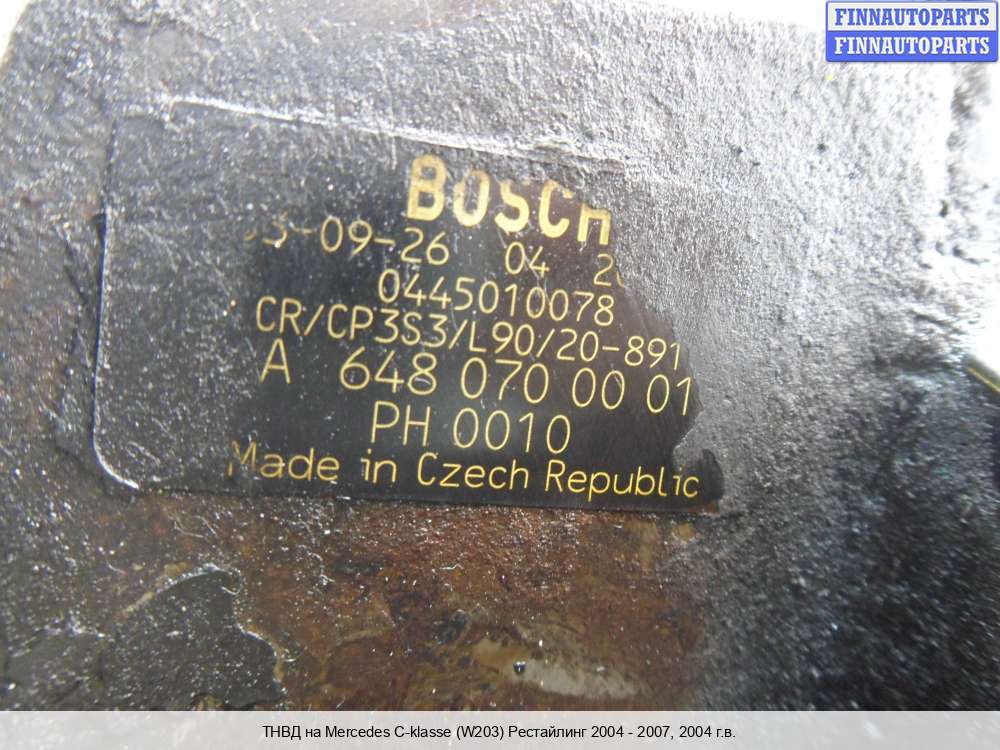 FINNAUTOPARTS
FINNAUTOPARTS
BOSCH
-09-26 04
0445010078
CR/CP3S3/L90/20-891
A 648 070 00 01
PH 0010
Made in Czech Republic
ТНВД на Mercedes C-klasse (W203) Рестайлинг 2004 - 2007, 2004 г.в.